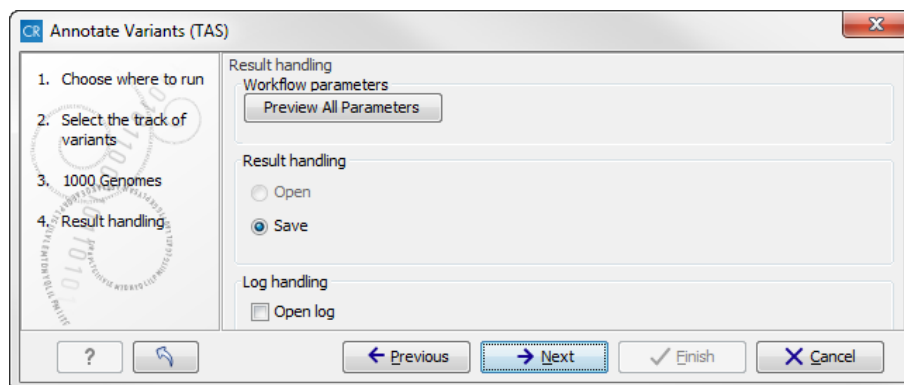 CR Annotate Variants (TAS)
1. Choose where to run
2. Select the track of
variants
3. 1000 Genomes
4. Result handling
Result handling
Workflow parameters
Preview All Parameters
Result handling
Open
Save
Log handling
Open log
?
Previous
Next
Finish
Cancel